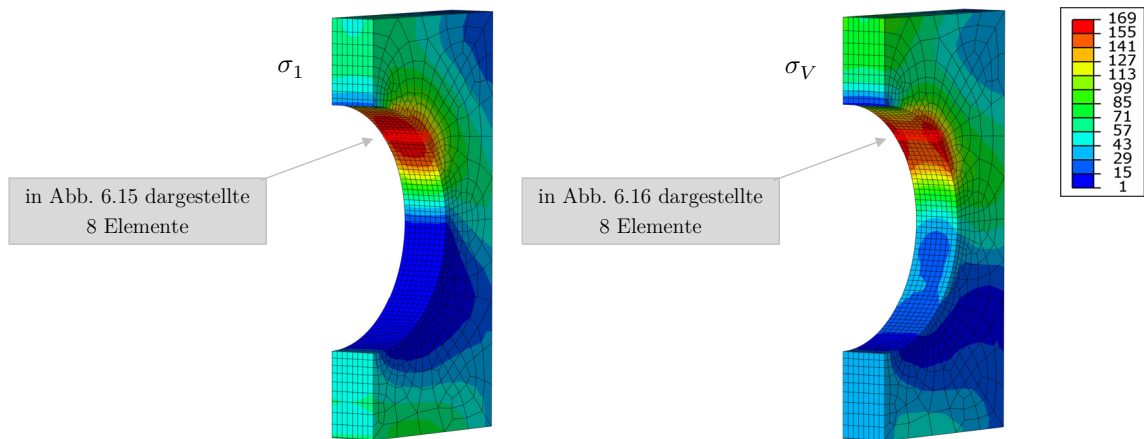 σ1
in Abb. 6.15 dargestellte
8 Elemente
σV
in Abb. 6.16 dargestellte
8 Elemente
169
155
141
127
113
99
85
71
57
43
29
15
1